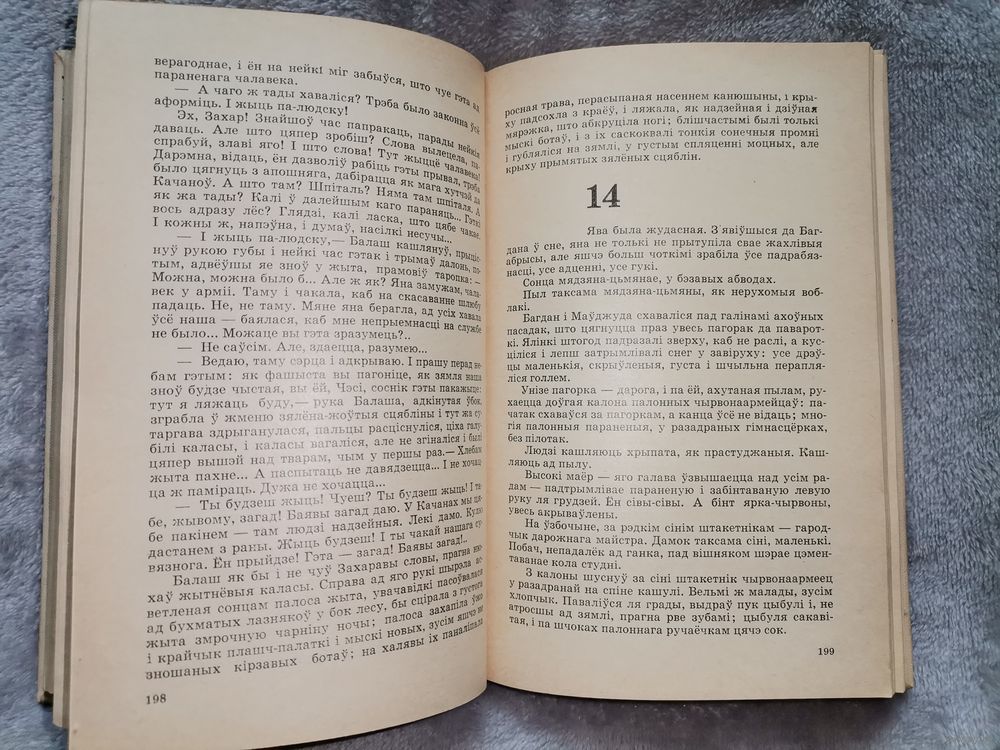 верагоднае, і ён на нейкі міг забыўся, што чуе гэта ад
параненага чалавека.
— А чаго ж тады хаваліся? Трэба было законна ўсё
аформіць. І жыць па-людску!
Эх, Захар! Знайшоў час папракаць, парады нейкія
даваць. Але што цяпер зробіш? Слова вылецела, па-
спрабуй, злаві яго! І што слова! Тут жыццё чалавека!
Дарэмна, відаць, ён дазволіў рабіць гэты прывал, трэба
было цягнуць з апошняга, дабірацца як мага хутчэй да
Качаноў. А што там? Шпіталь? Няма там шпіталя. А
як жа тады? Калі ў далейшым каго параняць... Гэткі
вось адразу лёс? Глядзі, калі ласка, што цябе чакае.
І кожны ж, напэўна, і думаў, насілкі несучы...
— І жыць па-людску,— Балаш кашлянуў, прыціс-
нуў рукою губы і нейкі час гэтак і трымаў далонь, по-
тым, адвёўшы яе зноў у жыта, прамовіў таропка: —
Можна, можна было б... Але ж як? Яна замужам, чала-
век у арміі. Таму і чакала, каб на скасаванне шлюбу
падаць. Не, не таму. Мяне яна берагла, ад усіх хавала
ўсё наша — баялася, каб мне непрыемнасці на службе
не было... Можаце вы гэта зразумець?..
— Не саўсім. Але, здаецца, разумею...
— Ведаю, таму сэрца і адкрываю. І прашу перад не-
бам гэтым: як фашыста вы пагоніце, як зямля наша
зноў будзе чыстая, вы ёй, Чэсі, соснік гэты пакажыце:
тут я ляжаць буду,— рука Балаша, адкінутая ўбок,
зграбла ў жменю зялёна-жоўтыя сцябліны і тут жа су-
таргава здрыганулася, пальцы расціснуліся, ціха галу-
білі каласы, і каласы вагаліся, але не згіналіся і былі
цяпер вышэй над тварам, чым у першы раз.— Хлебам
жыта пахне... А паспытаць не давядзецца... І не хочац-
ца ж паміраць. Дужа не хочацца...
— Ты будзеш жыць! Чуеш? Ты будзеш жыць! І та-
бе, жывому, загад! Баявы загад даю. У Качанах мы ця-
бе пакінем — там людзі надзейныя. Лекі дамо. Кулю
дастанем з раны. Жыць будзеш! І ты чакай нашага су-
вязнога. Ён прыйдзе! Гэта — загад! Баявы загад!..
Балаш як бы і не чуў Захаравы словы, прагна ню-
хаў жытнёвыя каласы. Справа ад яго рукі шырэла ас-
ветленая сонцам палоса жыта, увачавідкі пасоўвалася
ад бухматых лазнякоў у бок лесу, бы сцірала з густога
жыта змрочную чарніну ночы; палоса захапіла ўжо
і крайчык плашч-палаткі і мыскі новых, зусім яшчэ не
зношаных кірзавых ботаў; на халявы іх паналіпала
198
росная трава, перасыпаная насеннем канюшыны, і кры-
ху падсохла з краёў, і ляжала, як надзейная і дзіўная
мярэжка, што абкруціла ногі; блішчастымі былі толькі
мыскі ботаў, і з іх саскоквалі тонкія сонечныя промні
і губляліся на зямлі, у густым спляценні моцных, але
крыху прымятых зялёных сцяблін.
14
Ява была жудасная. З'явіўшыся да Баг-
дана ў сне, яна не толькі не прытупіла свае жахлівыя
абрысы, але яшчэ больш чоткімі зрабіла ўсе падрабяз-
насці, усе адценні, усе гукі.
Сонца мядзяна-цьмянае, у бэзавых абводах.
Пыл таксама мядзяна-цьмяны, як нерухомыя воб-
лакі.
Багдан і Маўджуда схаваліся пад галінамі ахоўных
пасадак, што цягнуцца праз увесь пагорак да паварот-
кі. Ялінкі штогод падразалі зверху, каб не раслі, а кус-
ціліся і лепш затрымлівалі снег у завіруху: усе дрэў-
цы маленькія, скрыўленыя, густа і шчыльна перапля-
ліся голлем.
Унізе пагорка — дарога, і па ёй, ахутаная пылам, ру-
хаецца доўгая калона палонных чырвонаармейцаў: па-
чатак схаваўся за пагоркам, а канца ўсё не відаць; мно-
гія палонныя параненыя, у разадраных гімнасцёрках,
без пілотак.
Людзі кашляюць хрыпата, як прастуджаныя. Каш-
ляюць ад пылу.
Высокі маёр — яго галава ўзвышаецца над усім ра-
дам — падтрымлівае параненую і забінтаваную левую
руку ля грудзей. Ён сівы-сівы. А бінт ярка-чырвоны,
увесь акрываўлены.
На ўзбочыне, за рэдкім сінім штакетнікам — гарод-
чык дарожнага майстра. Дамок таксама сіні, маленькі.
Побач, непадалёк ад ганка, пад вішняком шэрае цэмен-
таванае кола студні.
З калоны шуснуў за сіні штакетнік чырвонаармеец
у разадранай на спіне кашулі. Вельмі ж малады, зусім
хлопчык. Паваліўся ля грады, выдраў пук цыбулі і, не
атросшы ад зямлі, прагна рве зубамі; цыбуля сакаві-
тая, і па шчоках палоннага ручаёчкам цячэ сок.
199